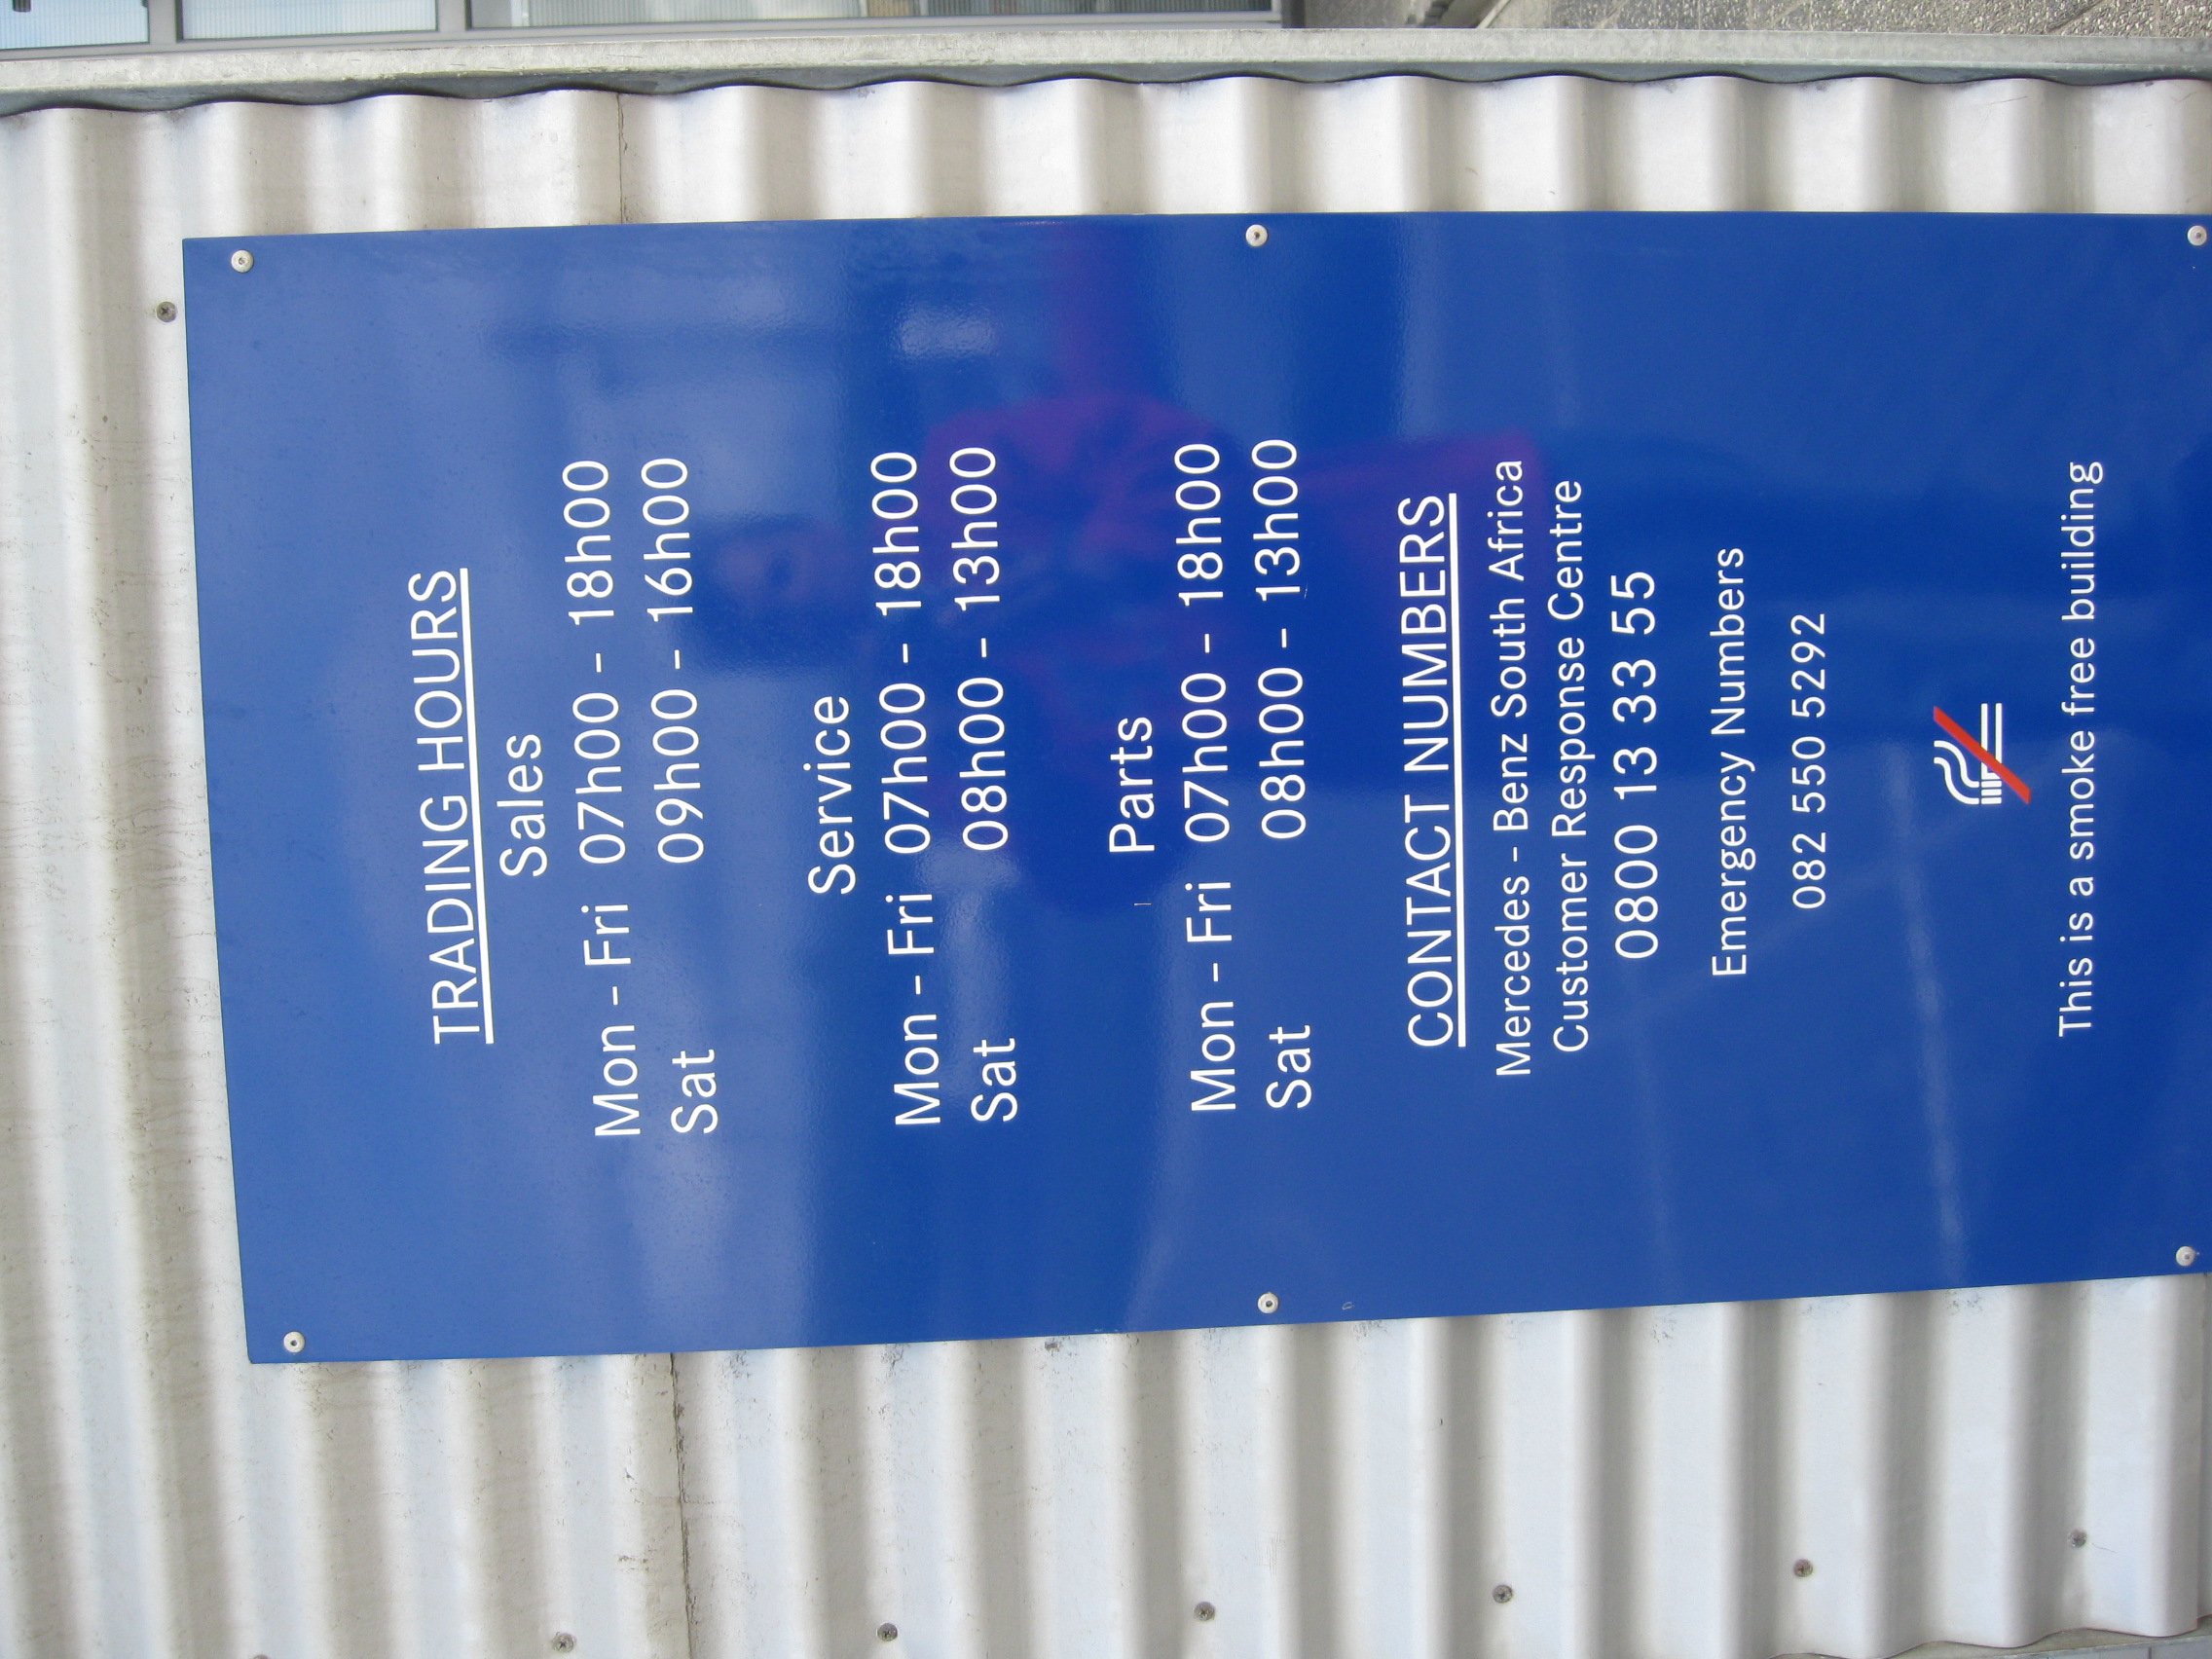 TRADING HOURS
Sales
Mon - Fri 07h00 - 18h00
Sat 09h00 - 16h00
Service
Mon - Fri 07h00 - 18h00
Sat 08h00 - 13h00
Parts
Mon - Fri 07h00 - 18h00
Sat 08h00 - 13h00
CONTACT NUMBERS
Mercedes - Benz South Africa
Customer Response Centre
0800 13 33 55
Emergency Numbers
082 550 5292
This is a smoke free building